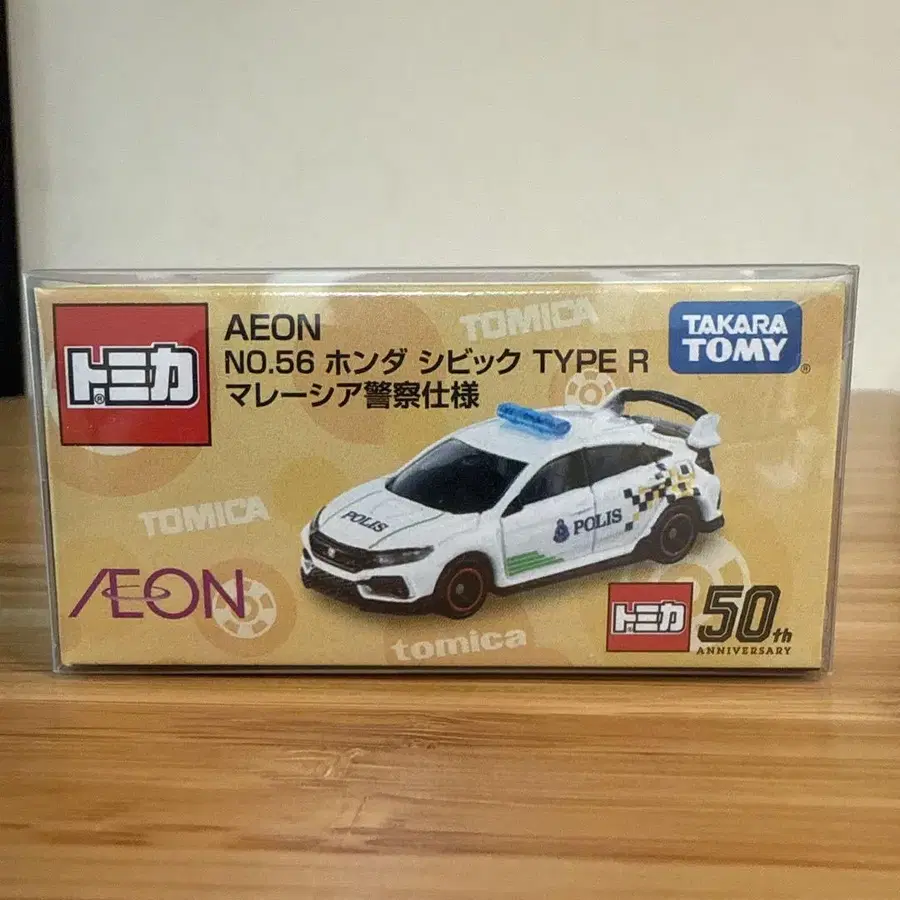 トミカ
AEON
NO.56 ホンダ シビック TYPE R
マレーシア警察仕様
TOMICA
TAKARA
TOMY
TOMICA
POLIS
POLIS
AEON
tomica
トミカ
50th
ANNIVERSARY